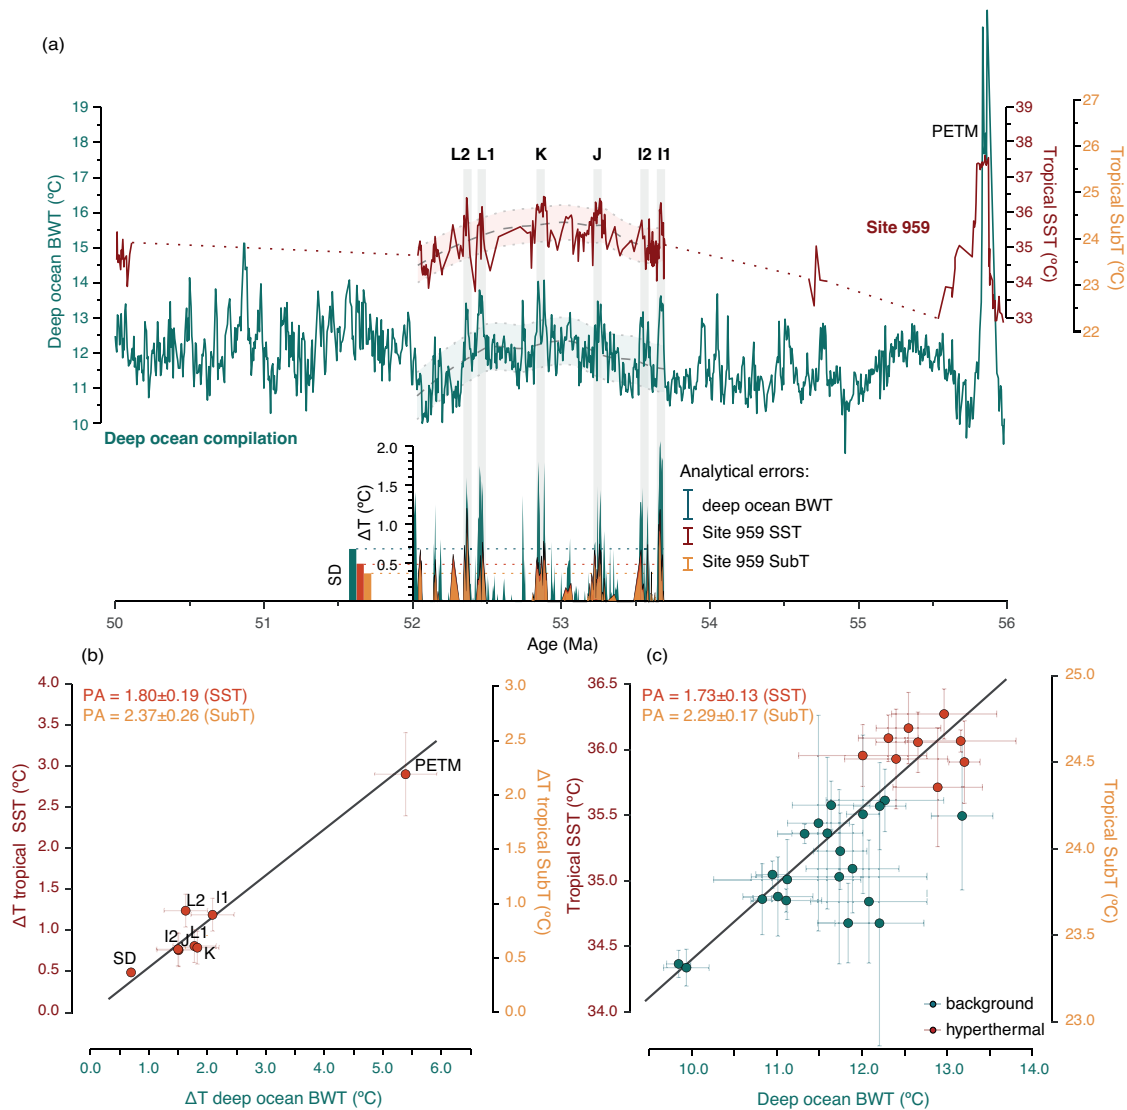 (a)
19
18
17
16
15
14
13
12
11
10
Deep ocean BWT (ºC)
L2 L1 K J I2 I1
PETM
Site 959
39
38
37
36
35
34
33
Tropical SST (ºC)
27
26
25
24
23
22
Tropical SubT (ºC)
Deep ocean compilation
2.0
1.5
1.0
0.5
ΔT (ºC)
SD
Analytical errors:
deep ocean BWT
Site 959 SST
Site 959 SubT
50 51 52 53 54 55 56
Age (Ma)
(b)
PA = 1.80±0.19 (SST)
PA = 2.37±0.26 (SubT)
4.0
3.5
3.0
2.5
2.0
1.5
1.0
0.5
0.0
ΔT tropical SST (ºC)
PETM
L2
I1
I2
J
L1
K
SD
3.0
2.5
2.0
1.5
1.0
0.5
0.0
ΔT tropical SubT (ºC)
0.0 1.0 2.0 3.0 4.0 5.0 6.0
ΔT deep ocean BWT (ºC)
(c)
PA = 1.73±0.13 (SST)
PA = 2.29±0.17 (SubT)
36.5
36.0
35.5
35.0
34.5
34.0
Tropical SST (ºC)
25.0
24.5
24.0
23.5
23.0
Tropical SubT (ºC)
background
hyperthermal
10.0 11.0 12.0 13.0 14.0
Deep ocean BWT (ºC)